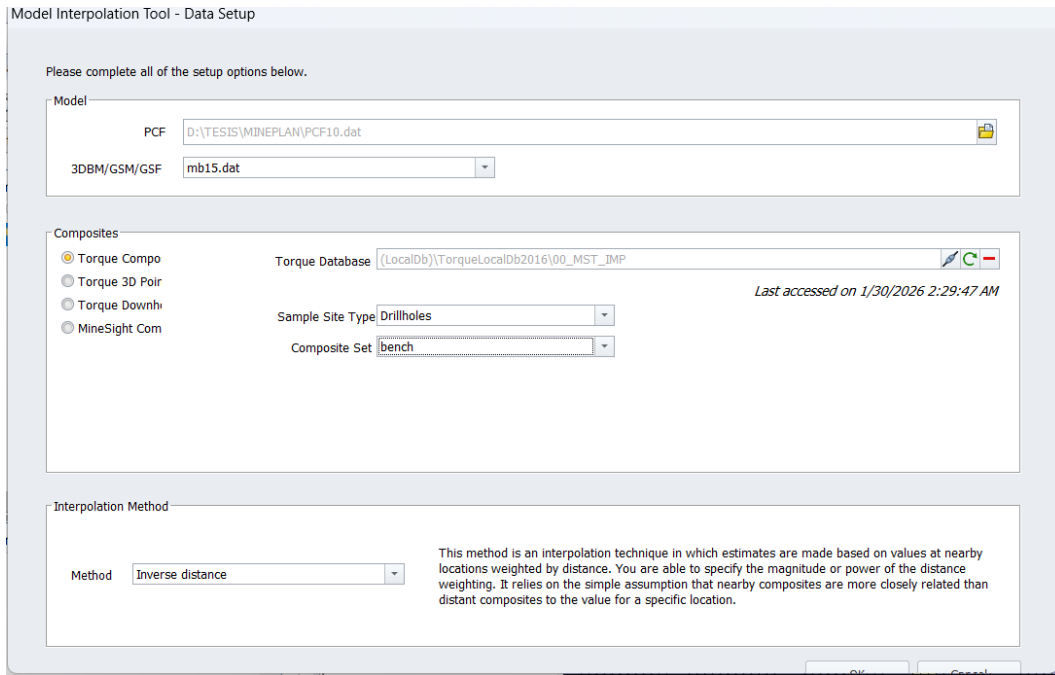 Model Interpolation Tool - Data Setup
Please complete all of the setup options below.
Model
PCF D:\TESIS\MINEPLAN\PCF10.dat
3DBM/GSM/GSF mb15.dat
Composites
Torque Compo
Torque Database (LocalDb)\TorqueLocalDb2016\00_MST_IMP
Torque 3D Poir
Last accessed on 1/30/2026 2:29:47 AM
Torque Downh
Sample Site Type Drillholes
MineSight Com
Composite Set bench
Interpolation Method
Method Inverse distance
This method is an interpolation technique in which estimates are made based on values at nearby
locations weighted by distance. You are able to specify the magnitude or power of the distance
weighting. It relies on the simple assumption that nearby composites are more closely related than
distant composites to the value for a specific location.
OK Cancel